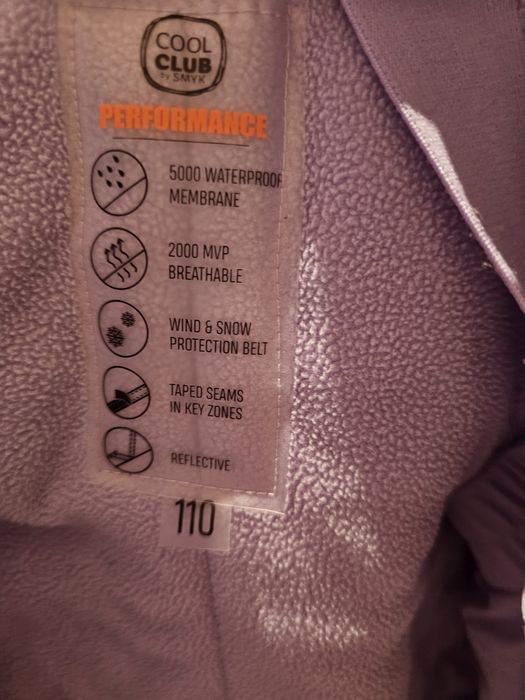 COOL
CLUB
by SMYK
PERFORMANCE
5000 WATERPROOF
MEMBRANE
2000 MVP
BREATHABLE
WIND & SNOW
PROTECTION BELT
TAPED SEAMS
IN KEY ZONES
REFLECTIVE
110